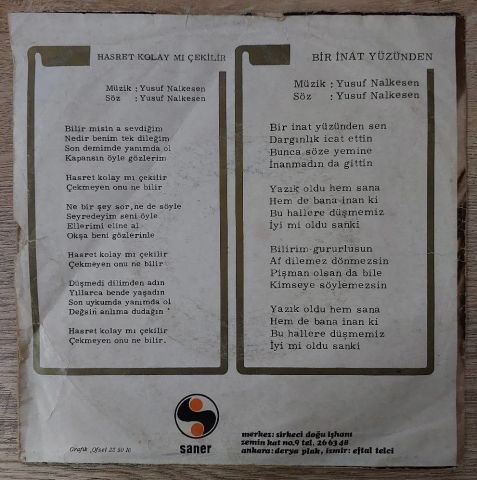 HASRET KOLAY MI ÇEKİLİR
Müzik : Yusuf Nalkesen
Söz : Yusuf Nalkesen
Bilir misin a sevdiğim
Nedir benim tek dileğim
Son demimde yanımda ol
Kapansın öyle gözlerim
Hasret kolay mı çekilir
Çekmeyen onu ne bilir
Ne bir şey sor, ne de söyle
Seyredeyim seni öyle
Ellerimi eline al
Okşa beni gözlerinle
Hasret kolay mı çekilir
Çekmeyen onu ne bilir
Düşmedi dilimden adın
Yıllarca bende yaşadın
Son uykumda yanımda ol
Değsin alnıma dudağın
Hasret kolay mı çekilir
Çekmeyen onu ne bilir.
BİR İNAT YÜZÜNDEN
Müzik : Yusuf Nalkesen
Söz : Yusuf Nalkesen
Bir inat yüzünden sen
Dargınlık icat ettin
Bunca söze yemine
İnanmadın da gittin
Yazık oldu hem sana
Hem de bana inan ki
Bu hallere düşmemiz
İyi mi oldu sanki
Bilirim gururlusun
Af dilemez dönmezsin
Pişman olsan da bile
Kimseye söylemezsin
Yazık oldu hem sana
Hem de bana inan ki
Bu hallere düşmemiz
İyi mi oldu sanki
saner
Grafik Ofset 22 50 10
merkez: sirkeci doğu işhanı
zemin kat no.9 tel. 26 63 48
ankara: derya plak, izmir: eftal telci